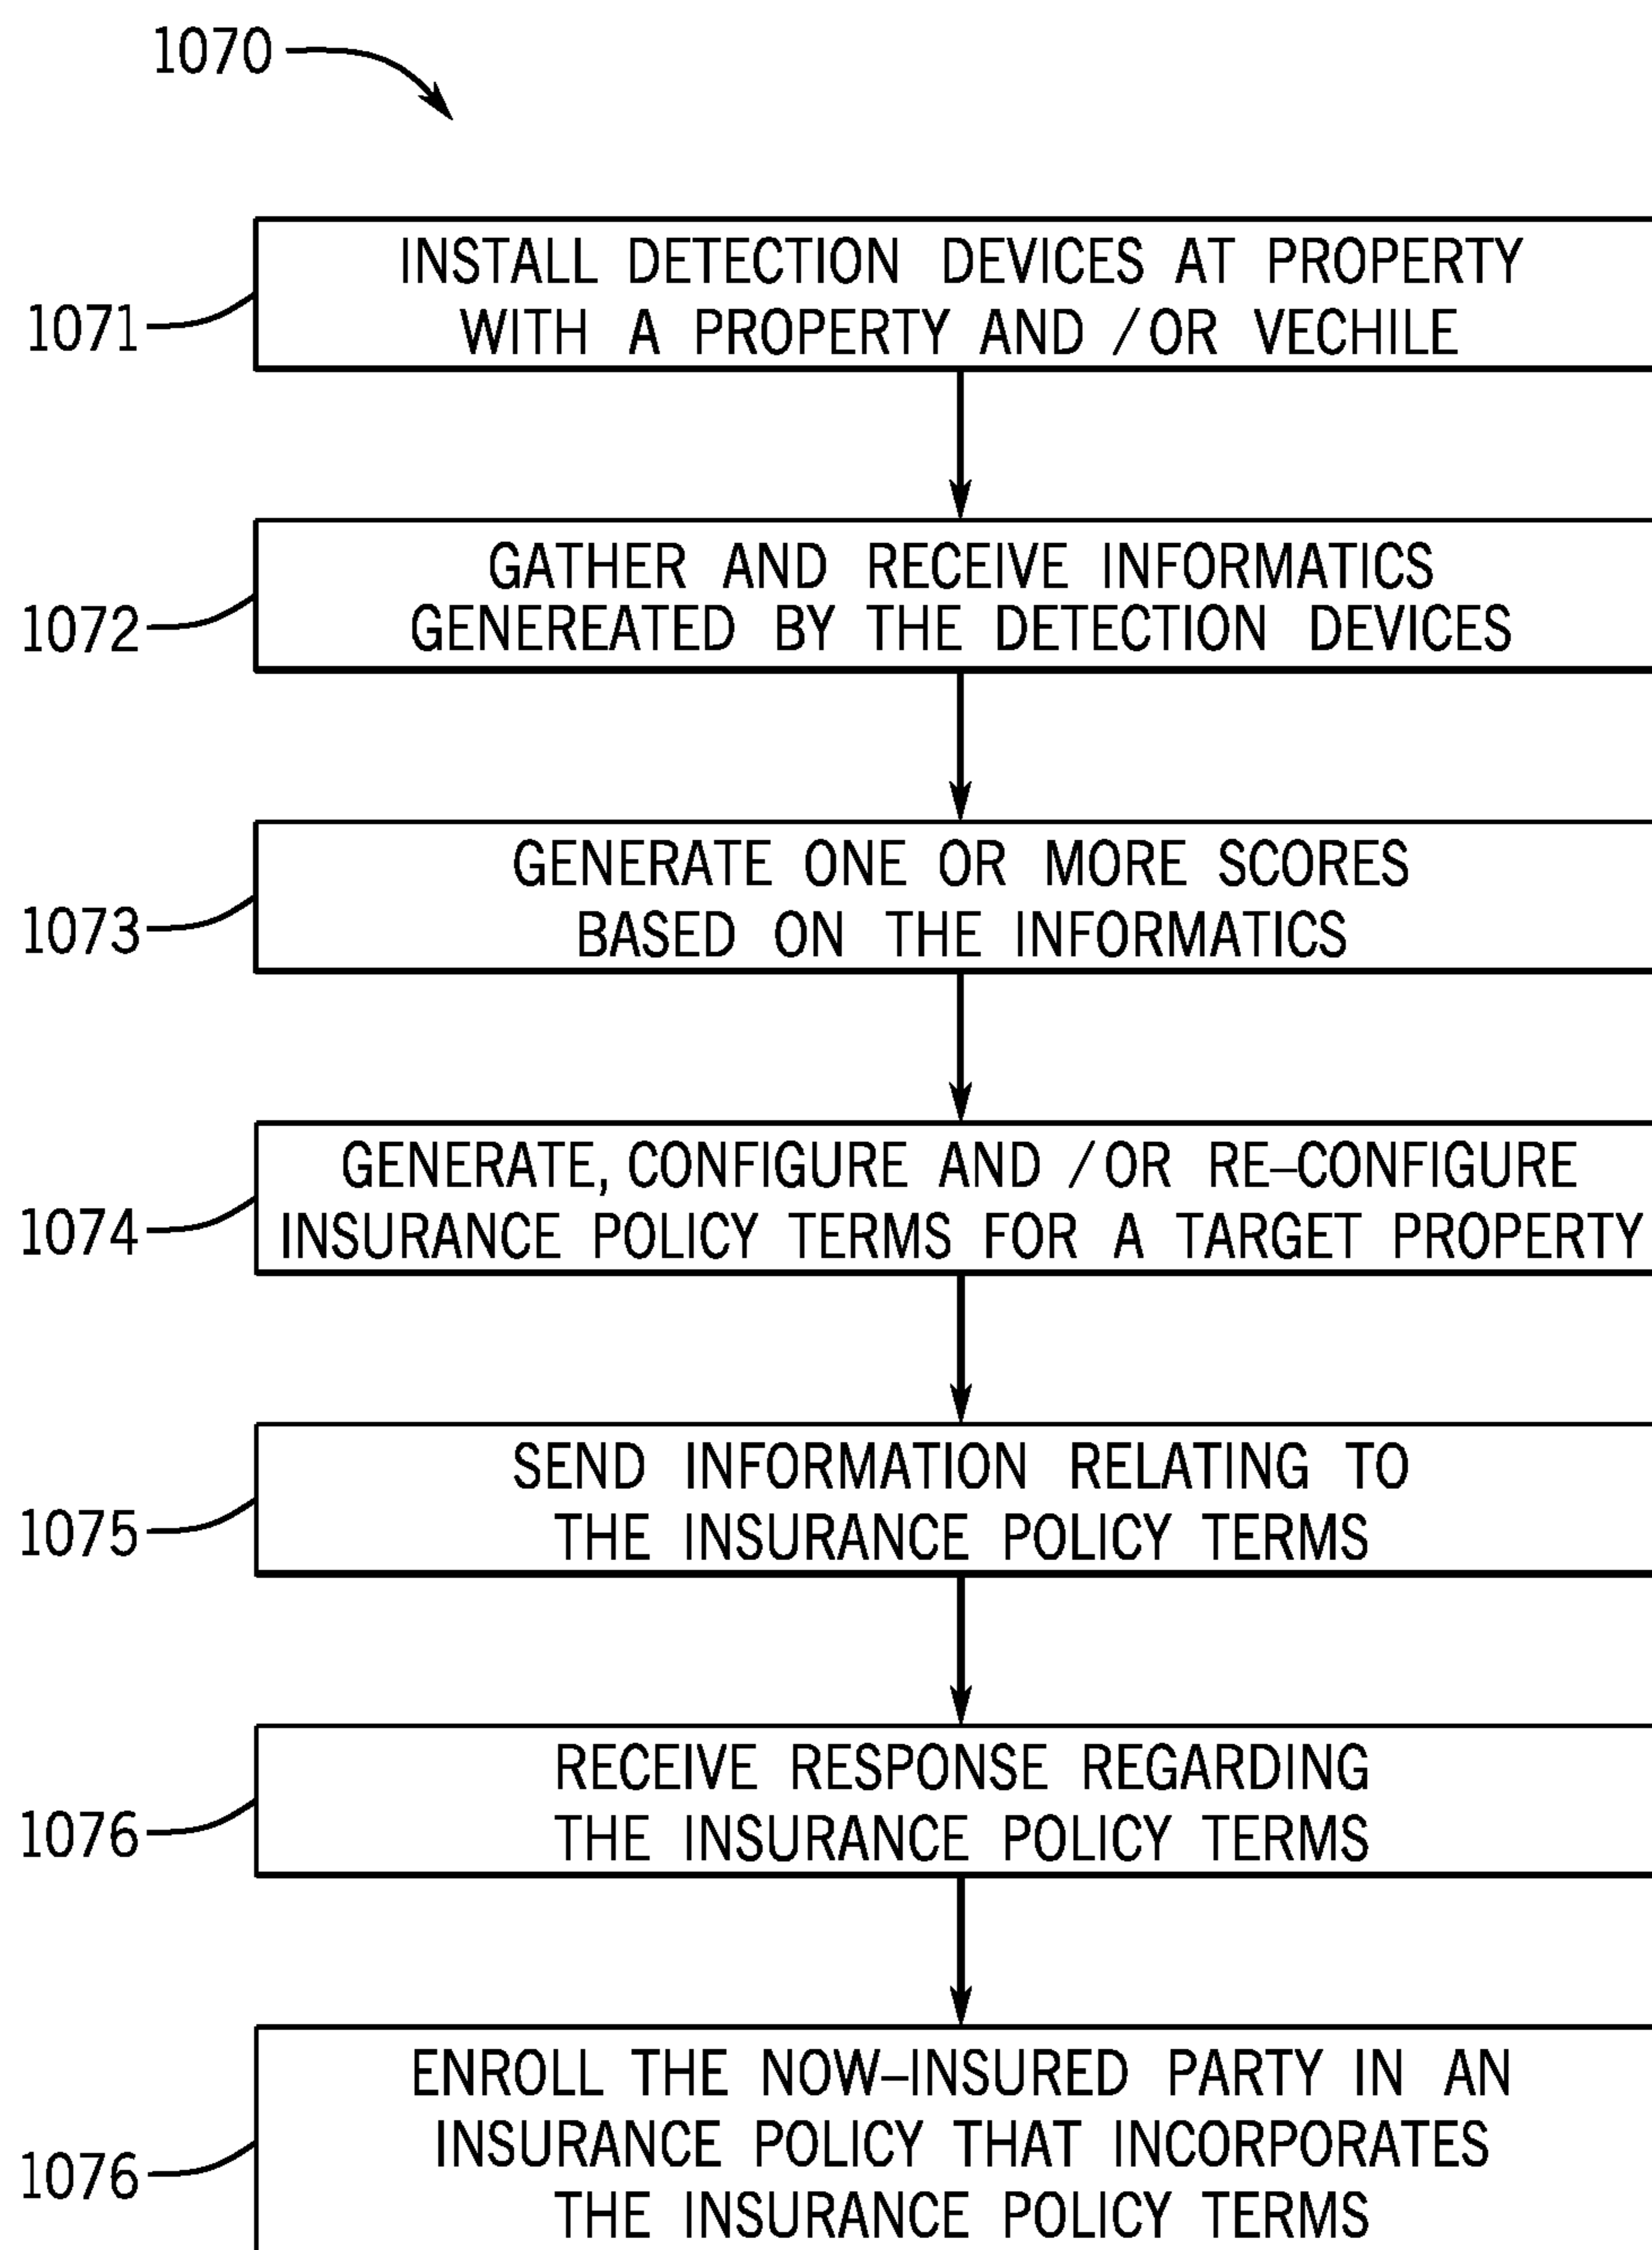 1070
INSTALL DETECTION DEVICES AT PROPERTY
WITH A PROPERTY AND /OR VECHILE
1071
GATHER AND RECEIVE INFORMATICS
GENEREATED BY THE DETECTION DEVICES
1072
GENERATE ONE OR MORE SCORES
BASED ON THE INFORMATICS
1073
GENERATE, CONFIGURE AND /OR RE-CONFIGURE
INSURANCE POLICY TERMS FOR A TARGET PROPERTY
1074
SEND INFORMATION RELATING TO
THE INSURANCE POLICY TERMS
1075
RECEIVE RESPONSE REGARDING
THE INSURANCE POLICY TERMS
1076
ENROLL THE NOW-INSURED PARTY IN AN
INSURANCE POLICY THAT INCORPORATES
THE INSURANCE POLICY TERMS
1076